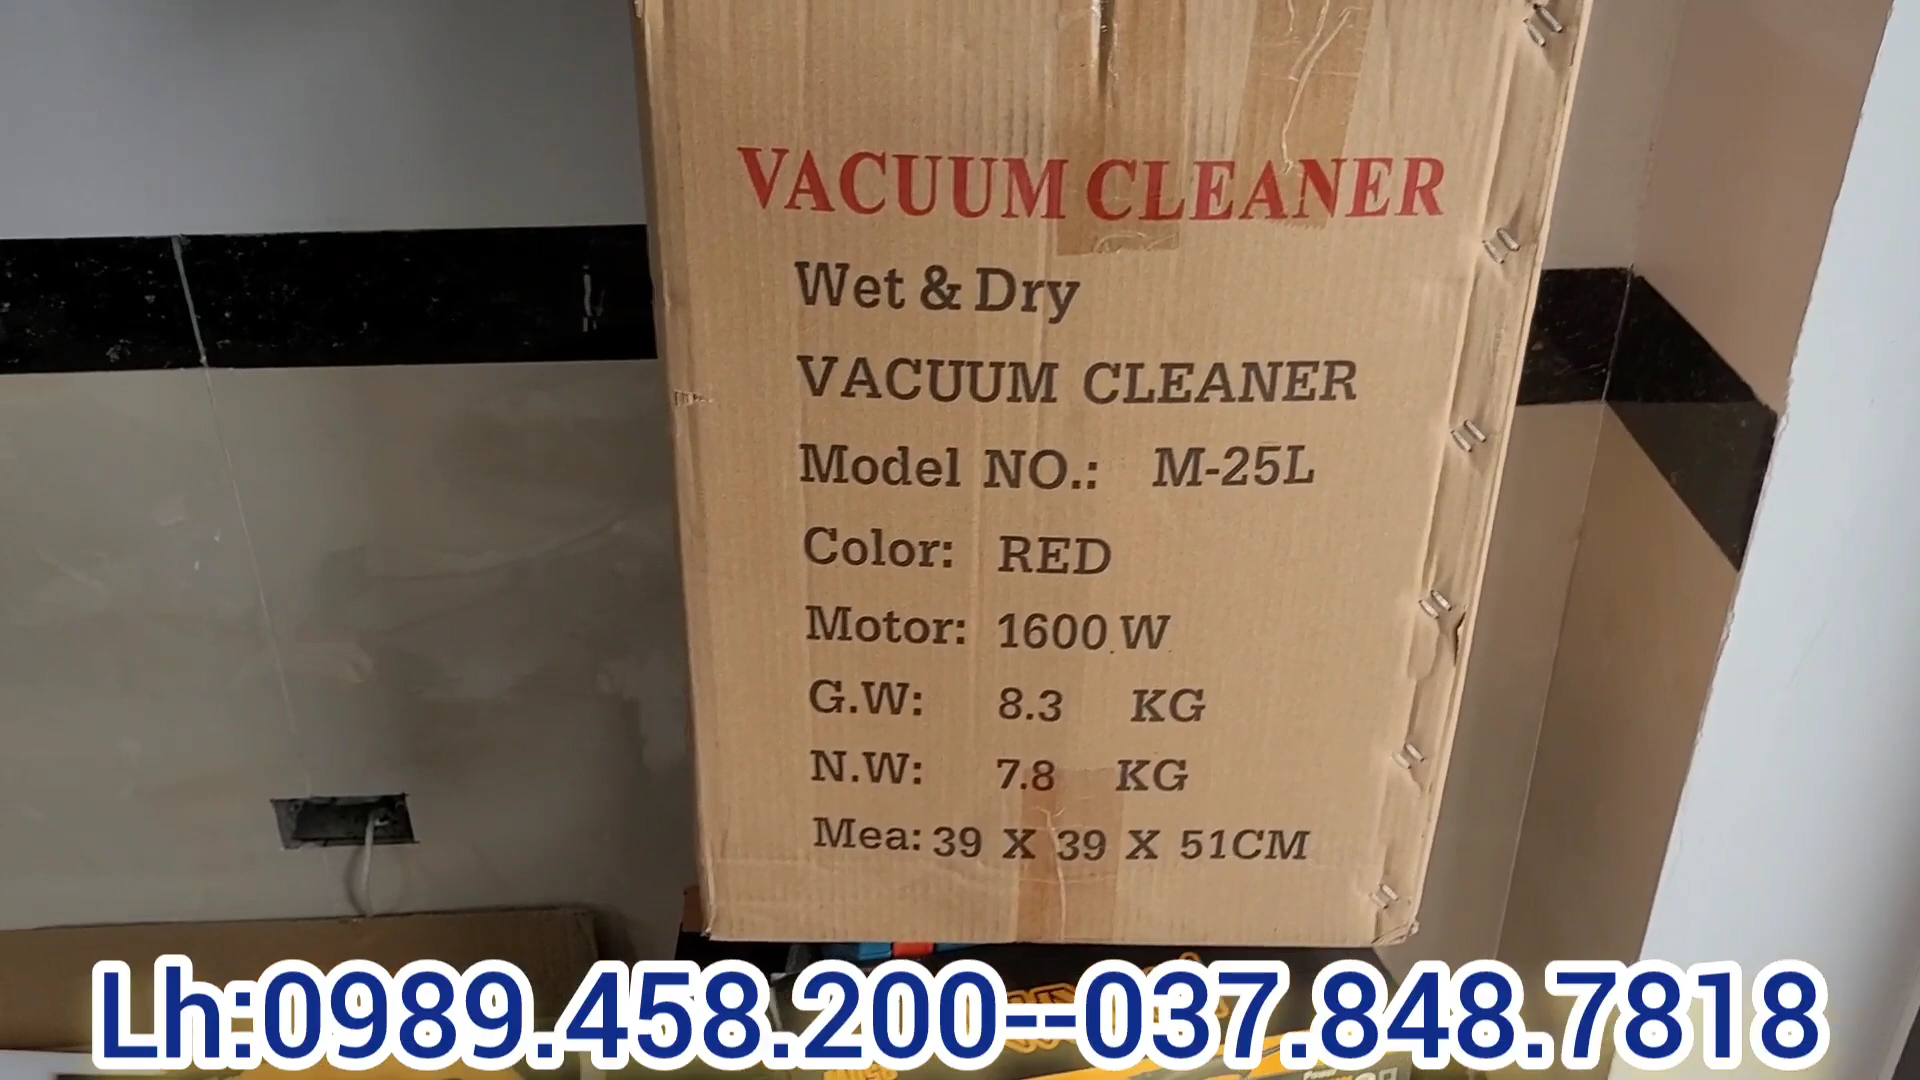 VACUUM CLEANER
Wet & Dry
VACUUM CLEANER
Model NO.: M-25L
Color: RED
Motor: 1600 W
G.W: 8.3 KG
N.W: 7.8 KG
Mea: 39 X 39 X 51CM
Lh:0989.458.200--037.848.7818